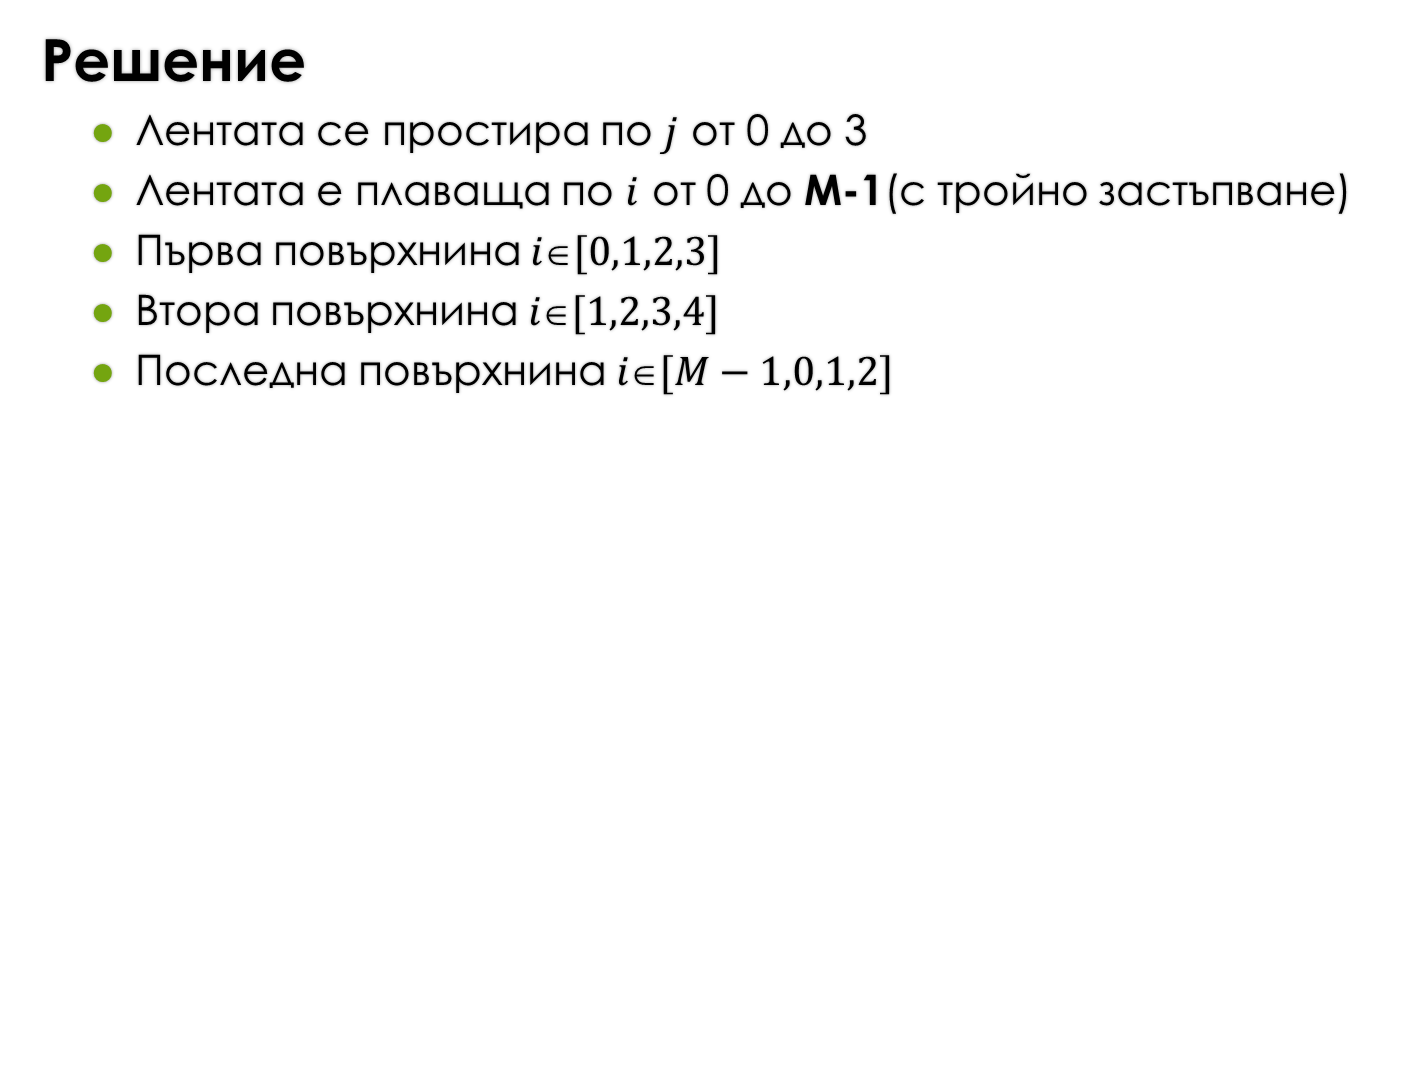 Решение
● Лентата се простира по j от 0 до 3
● Лентата е плаваща по i от 0 до M-1(с тройно застъпване)
● Първа повърхнина i∈[0,1,2,3]
● Втора повърхнина i∈[1,2,3,4]
● Последна повърхнина i∈[M − 1,0,1,2]